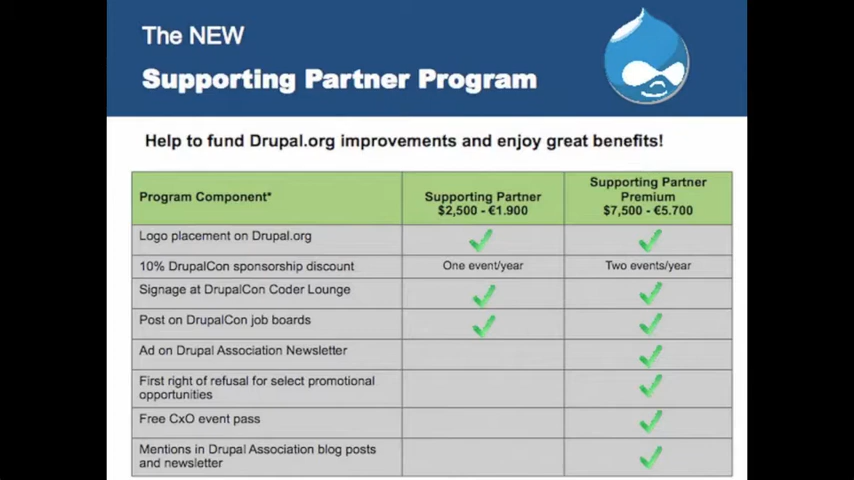 The NEW
Supporting Partner Program
Help to fund Drupal.org improvements and enjoy great benefits!
Program Component*
Supporting Partner
$2,500 - €1.900
Supporting Partner
Premium
$7,500 - €5.700
Logo placement on Drupal.org
10% DrupalCon sponsorship discount
One event/year
Two events/year
Signage at DrupalCon Coder Lounge
Post on DrupalCon job boards
Ad on Drupal Association Newsletter
First right of refusal for select promotional
opportunities
Free CxO event pass
Mentions in Drupal Association blog posts
and newsletter